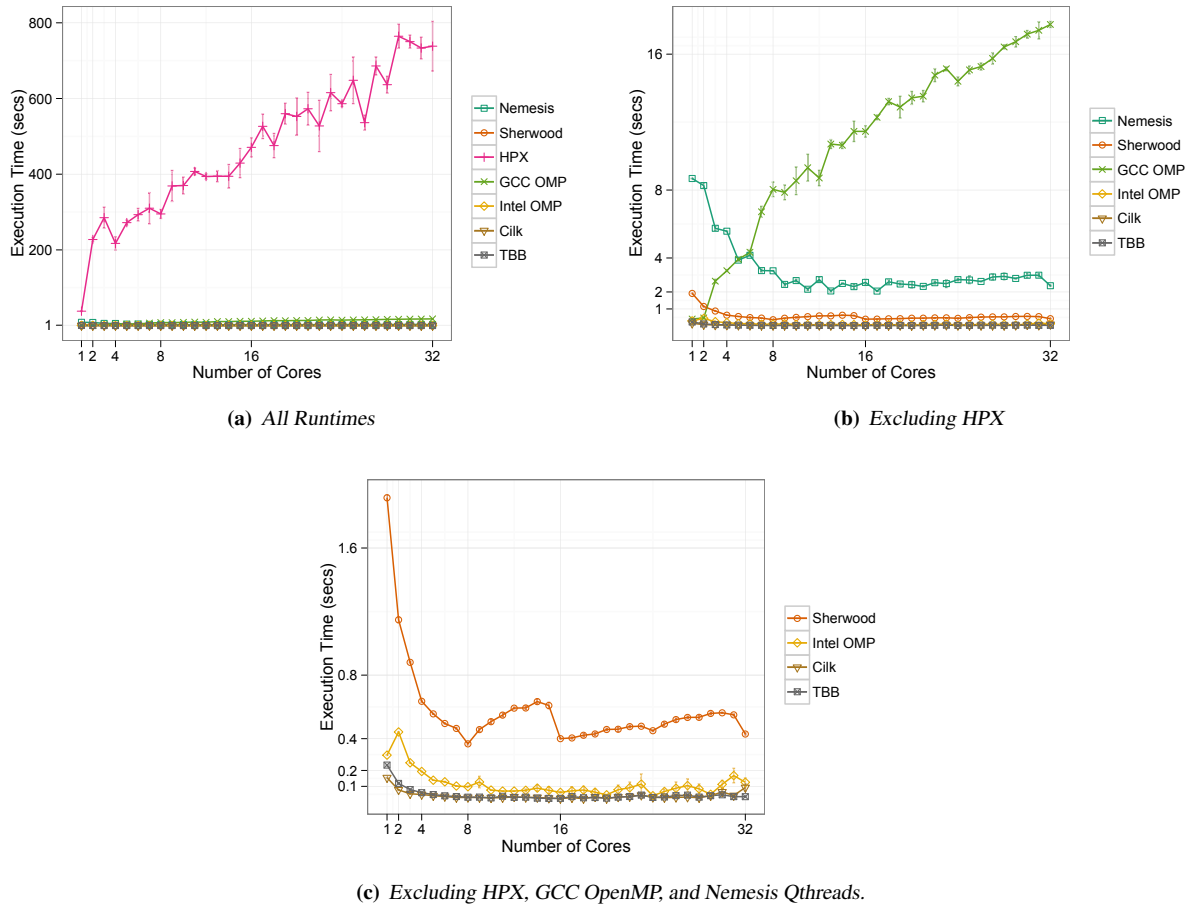 800
600
400
200
1
Execution Time (secs)
1 2 4 8 16 32
Number of Cores
Nemesis
Sherwood
HPX
GCC OMP
Intel OMP
Cilk
TBB
(a) All Runtimes
16
8
4
2
1
Execution Time (secs)
1 2 4 8 16 32
Number of Cores
Nemesis
Sherwood
GCC OMP
Intel OMP
Cilk
TBB
(b) Excluding HPX
1.6
0.8
0.4
0.2
0.1
Execution Time (secs)
1 2 4 8 16 32
Number of Cores
Sherwood
Intel OMP
Cilk
TBB
(c) Excluding HPX, GCC OpenMP, and Nemesis Qthreads.